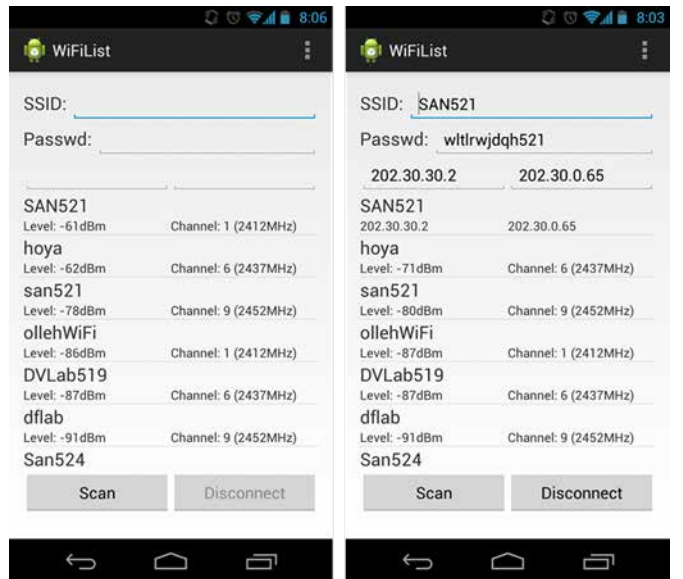 8:06
WiFiList
SSID:
Passwd:
SAN521
Level: -61dBm Channel: 1 (2412MHz)
hoya
Level: -62dBm Channel: 6 (2437MHz)
san521
Level: -78dBm Channel: 9 (2452MHz)
ollehWiFi
Level: -86dBm Channel: 1 (2412MHz)
DVLab519
Level: -87dBm Channel: 6 (2437MHz)
dflab
Level: -91dBm Channel: 9 (2452MHz)
San524
Scan Disconnect
8:03
WiFiList
SSID: SAN521
Passwd: wltlrwjdqh521
202.30.30.2 202.30.0.65
SAN521
202.30.30.2 202.30.0.65
hoya
Level: -71dBm Channel: 6 (2437MHz)
san521
Level: -80dBm Channel: 9 (2452MHz)
ollehWiFi
Level: -87dBm Channel: 1 (2412MHz)
DVLab519
Level: -87dBm Channel: 6 (2437MHz)
dflab
Level: -91dBm Channel: 9 (2452MHz)
San524
Scan Disconnect